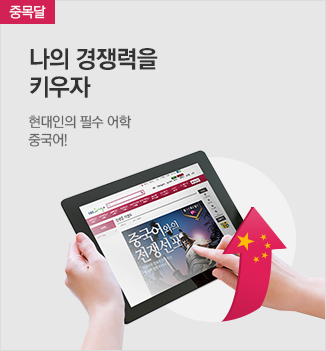 중목달
나의 경쟁력을
키우자
현대인의 필수 어학
중국어!
중국어와의
전쟁선포